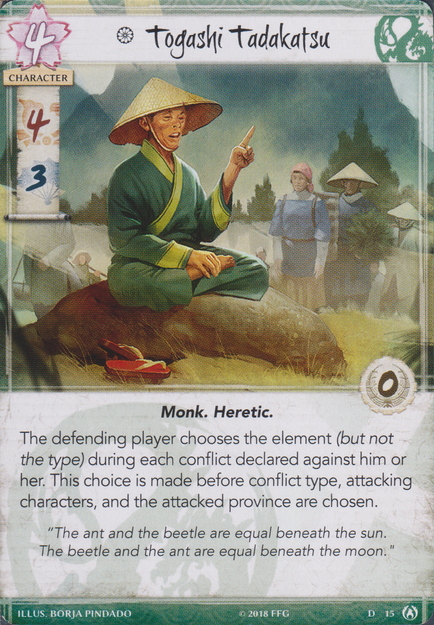 4
Togashi Tadakatsu
CHARACTER
4
3
0
Monk. Heretic.
The defending player chooses the element (but not
the type) during each conflict declared against him or
her. This choice is made before conflict type, attacking
characters, and the attacked province are chosen.
"The ant and the beetle are equal beneath the sun.
The beetle and the ant are equal beneath the moon."
ILLUS. BORJA PINDADO
© 2018 FFG
D 15